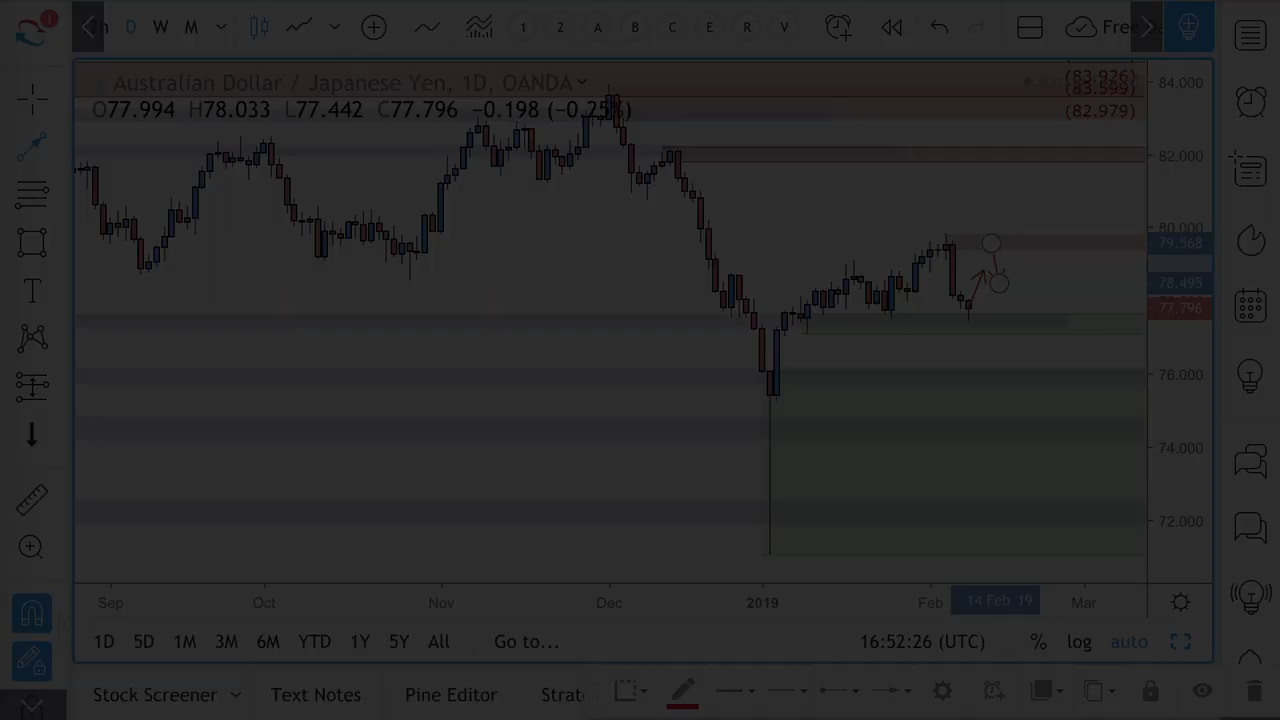 1
h D W M 1 2 A B C E R V Free
Australian Dollar / Japanese Yen, 1D, OANDA
O77.994 H78.033 L77.442 C77.796 −0.198 (−0.25%)
(83.926)
(83.599)
(82.979)
84.000
82.000
80.000
79.568
78.495
77.796
76.000
74.000
72.000
Sep Oct Nov Dec 2019 Feb 14 Feb '19 Mar
1D 5D 1M 3M 6M YTD 1Y 5Y All Go to... 16:52:26 (UTC) % log auto
Stock Screener Text Notes Pine Editor Strat